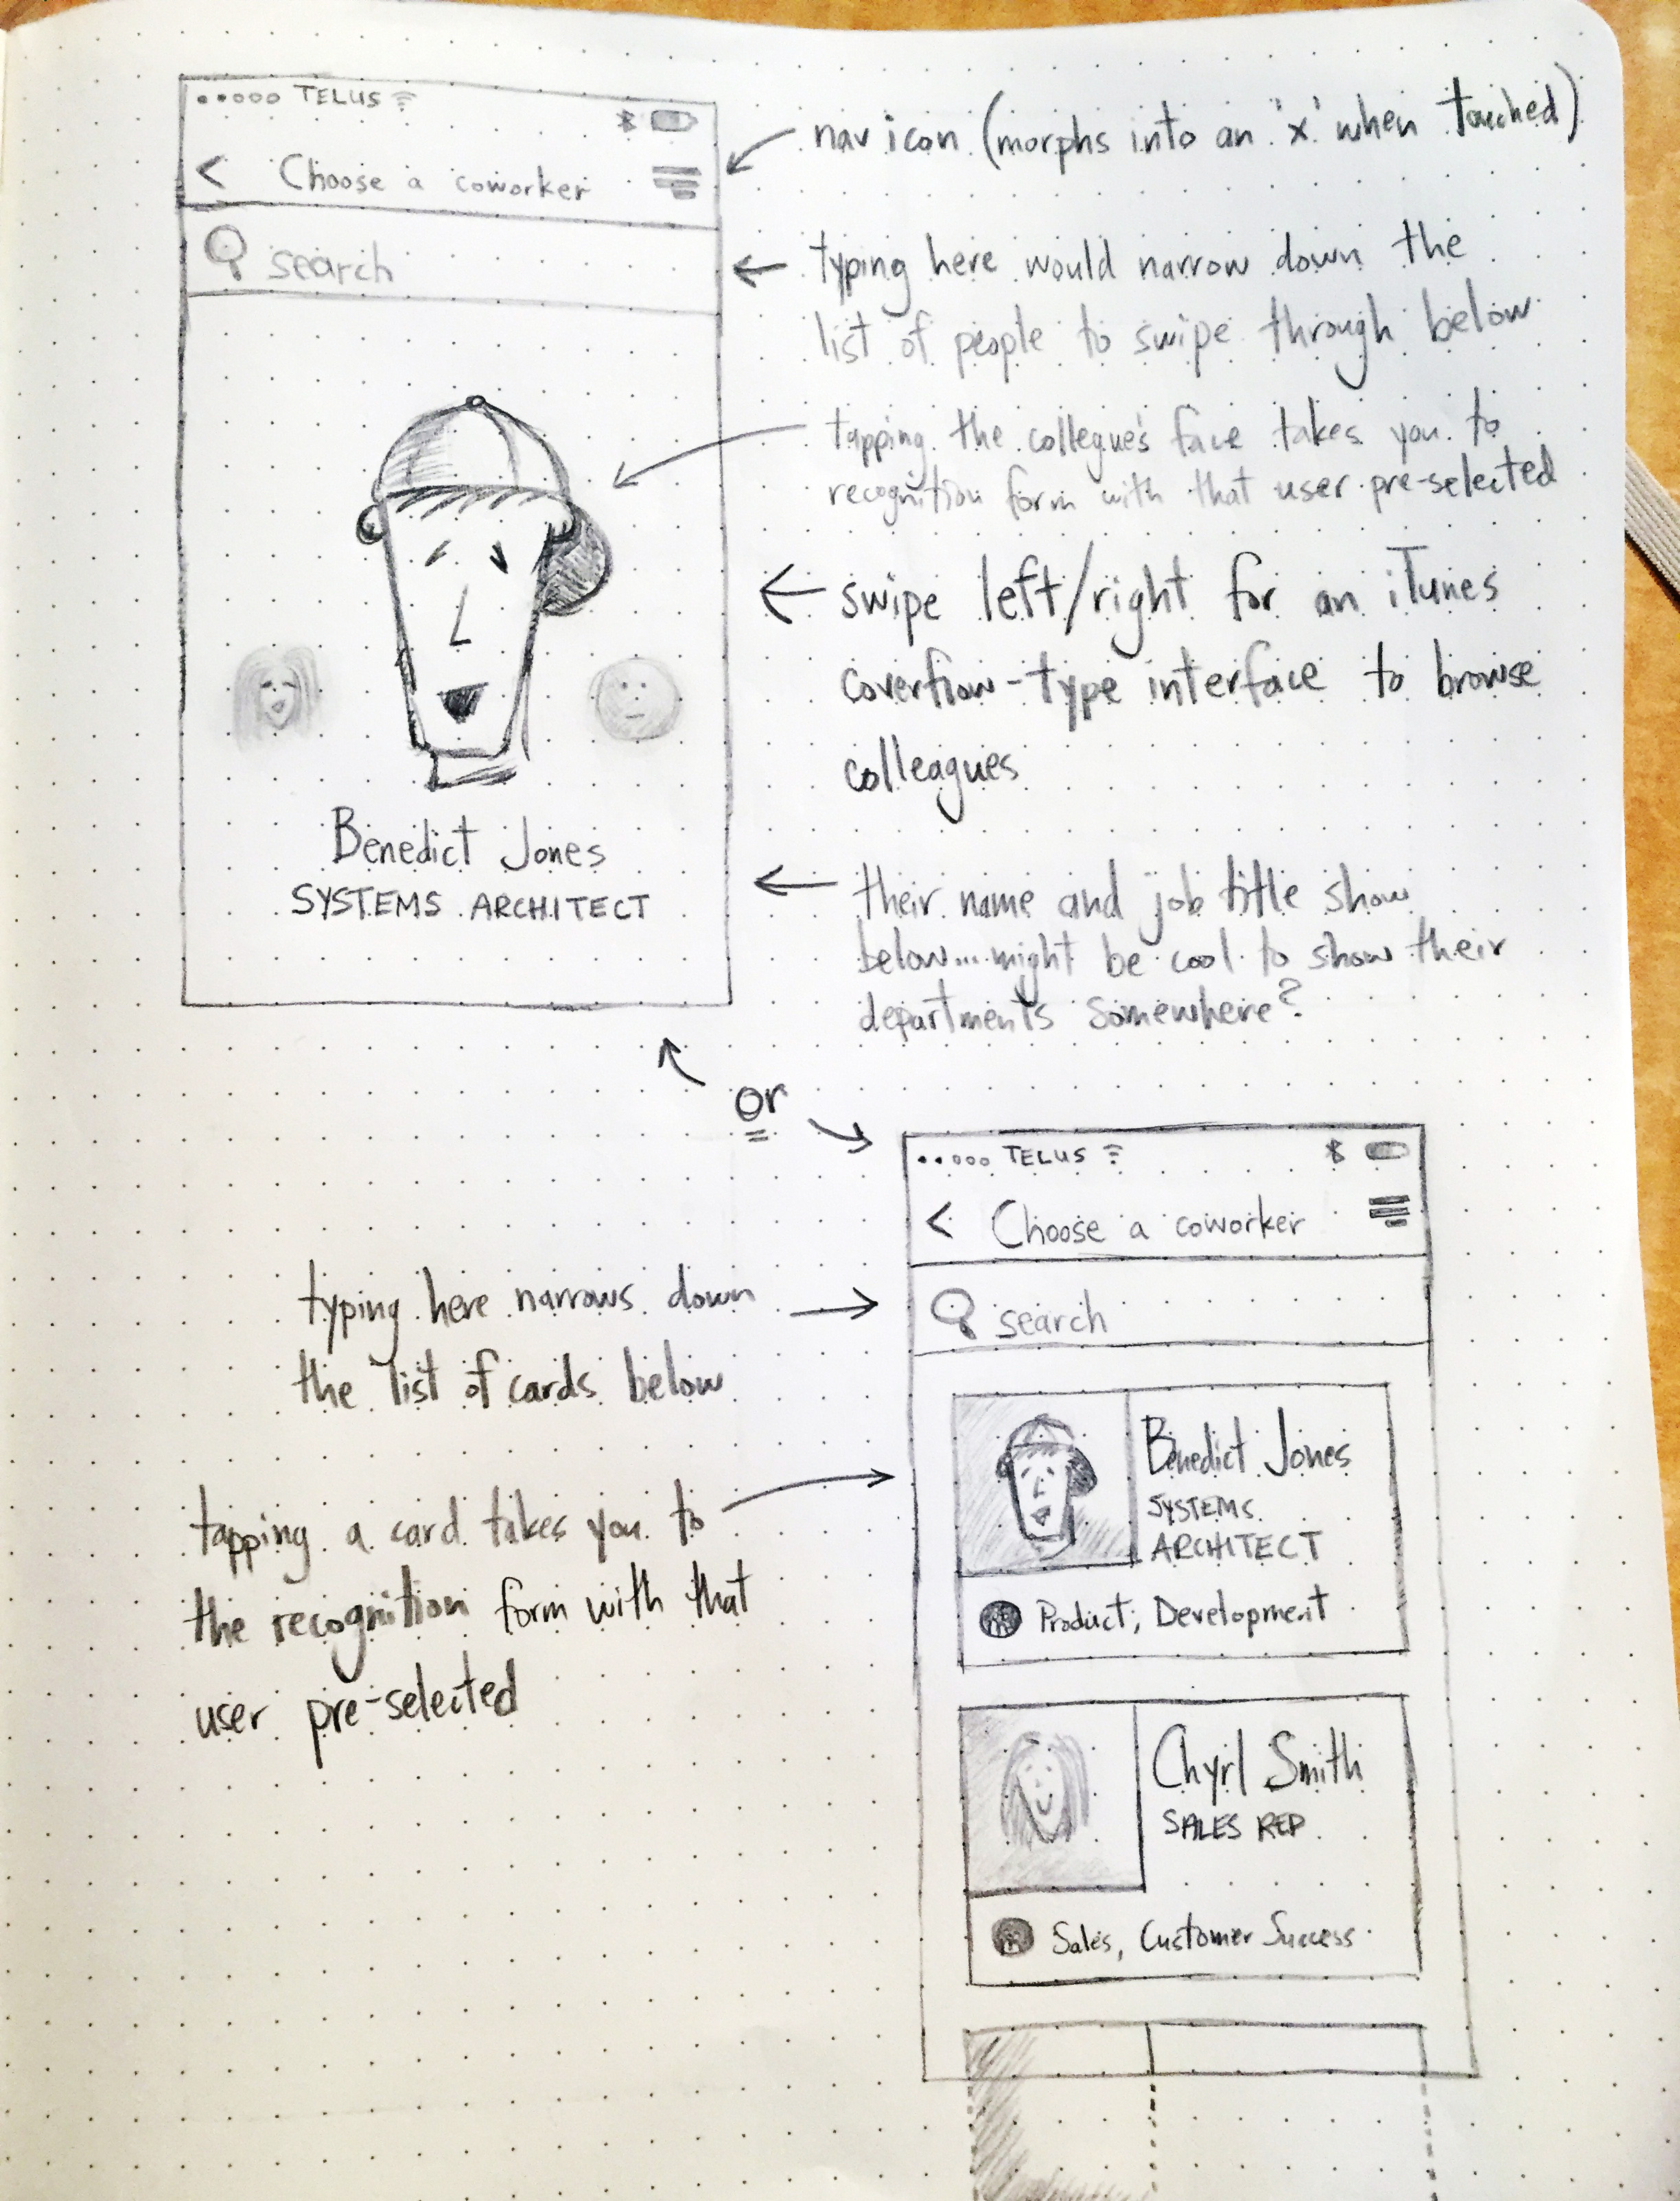 TELUS
< Choose a coworker
search
Benedict Jones
SYSTEMS ARCHITECT
nav icon (morphs into an 'x' when touched)
typing here would narrow down the
list of people to swipe through below
tapping the collegue's face takes you to
recognition form with that user pre-selected
swipe left/right for an iTunes
coverflow-type interface to browse
colleagues
their name and job title show
below... might be cool to show their
departments somewhere?
or
TELUS
< Choose a coworker
search
typing here narrows down
the list of cards below
tapping a card takes you to
the recognition form with that
user pre-selected
Benedict Jones
SYSTEMS
ARCHITECT
Product, Development
Chyrl Smith
SALES REP
Sales, Customer Success